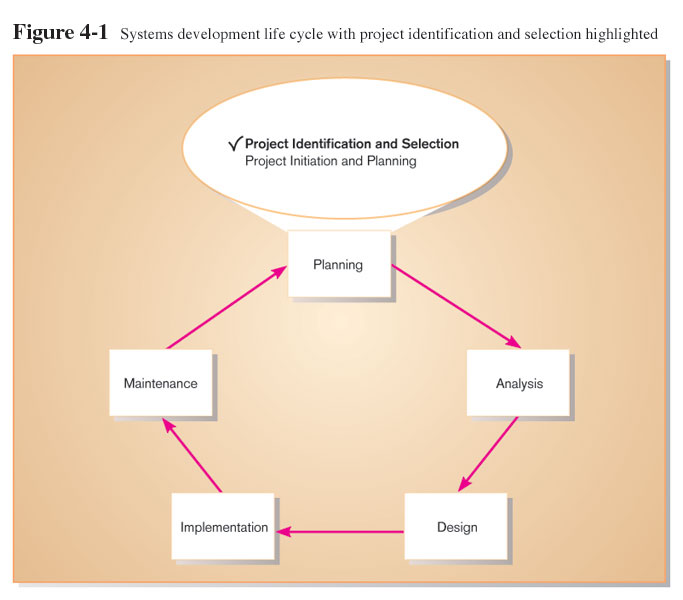 Figure 4-1 Systems development life cycle with project identification and selection highlighted
✓Project Identification and Selection
Project Initiation and Planning
Planning
Maintenance
Analysis
Implementation
Design